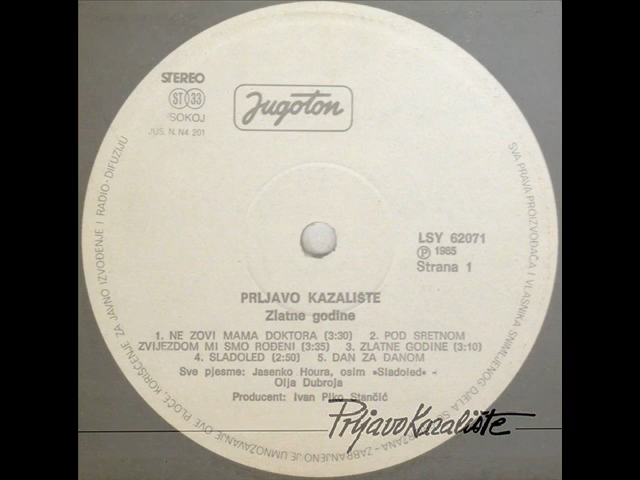 STEREO
ST 33
SOKOJ
JUS. N. N4. 201
Jugoton
LSY 62071
℗ 1985
Strana 1
PRLJAVO KAZALIŠTE
Zlatne godine
1. NE ZOVI MAMA DOKTORA (3:30) 2. POD SRETNOM
ZVIJEZDOM MI SMO ROĐENI (3:35) 3. ZLATNE GODINE (3:10)
4. SLADOLED (2:50) 5. DAN ZA DANOM
Sve pjesme: Jasenko Houra, osim »Sladoled« -
Olja Dubroja
Producent: Ivan Piko Stančić
Prljavo Kazalište
SVA PRAVA PROIZVOĐAČA I VLASNIKA SNIMLJENOG DJELA - ZABRANJENO JE UMNOŽAVANJE OVE PLOČE, KORIŠĆENJE ZA JAVNO IZVOĐENJE I RADIO-DIFUZIJU